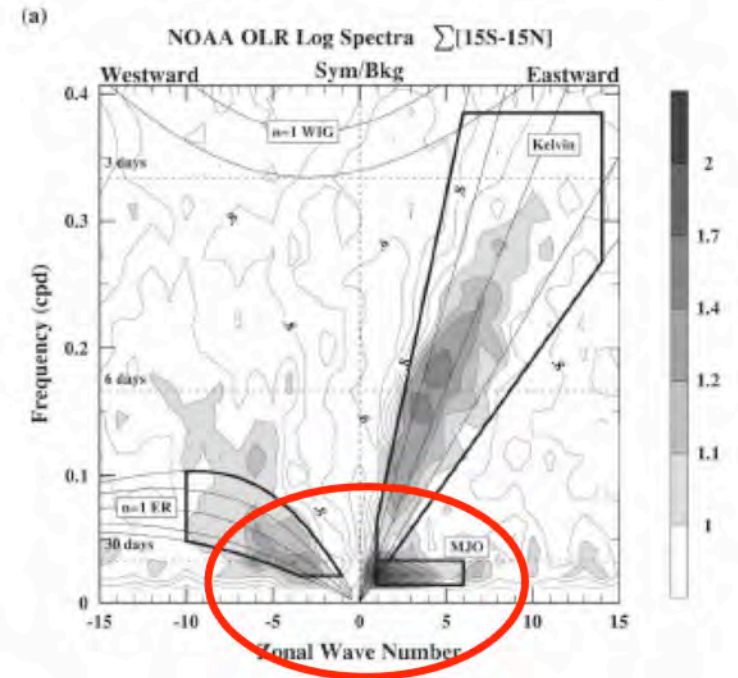 (a)
NOAA OLR Log Spectra ∑[15S-15N]
Westward Sym/Bkg Eastward
0.4
n=1 WIG
Kelvin
3 days
0.3
0.2
6 days
0.1
n=1 ER
30 days
MJO
0
-15 -10 -5 0 5 10 15
Zonal Wave Number
Frequency (cpd)
2
1.7
1.4
1.2
1.1
1